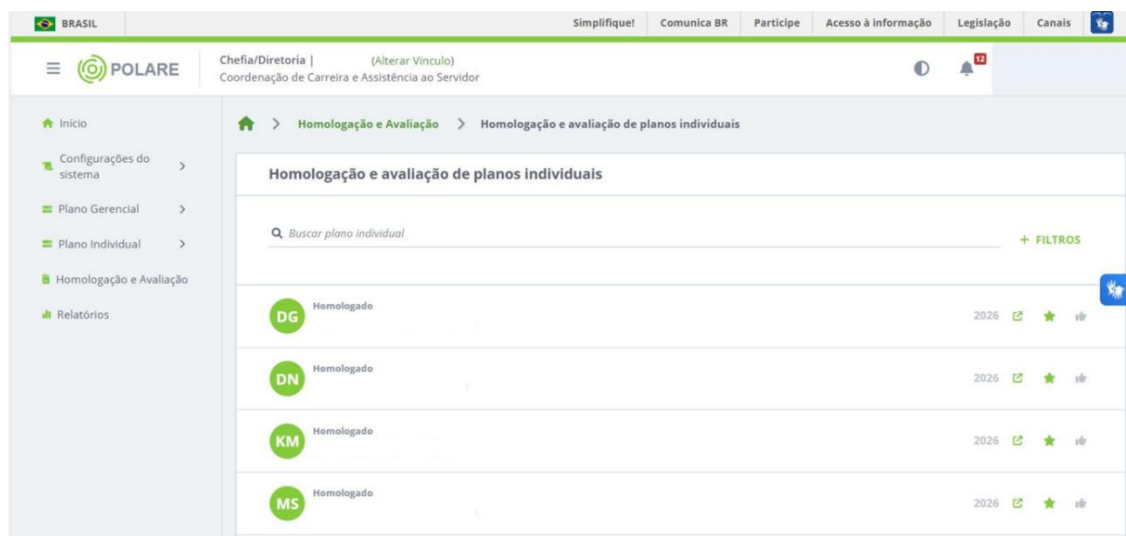 BRASIL Simplifique! Comunica BR Participe Acesso à informação Legislação Canais
POLARE
Chefia/Diretoria | (Alterar Vínculo)
Coordenação de Carreira e Assistência ao Servidor
12
Início
Configurações do
sistema
Plano Gerencial
Plano Individual
Homologação e Avaliação
Relatórios
> Homologação e Avaliação > Homologação e avaliação de planos individuais
Homologação e avaliação de planos individuais
Buscar plano individual
+ FILTROS
DG Homologado 2026
DN Homologado 2026
KM Homologado 2026
MS Homologado 2026